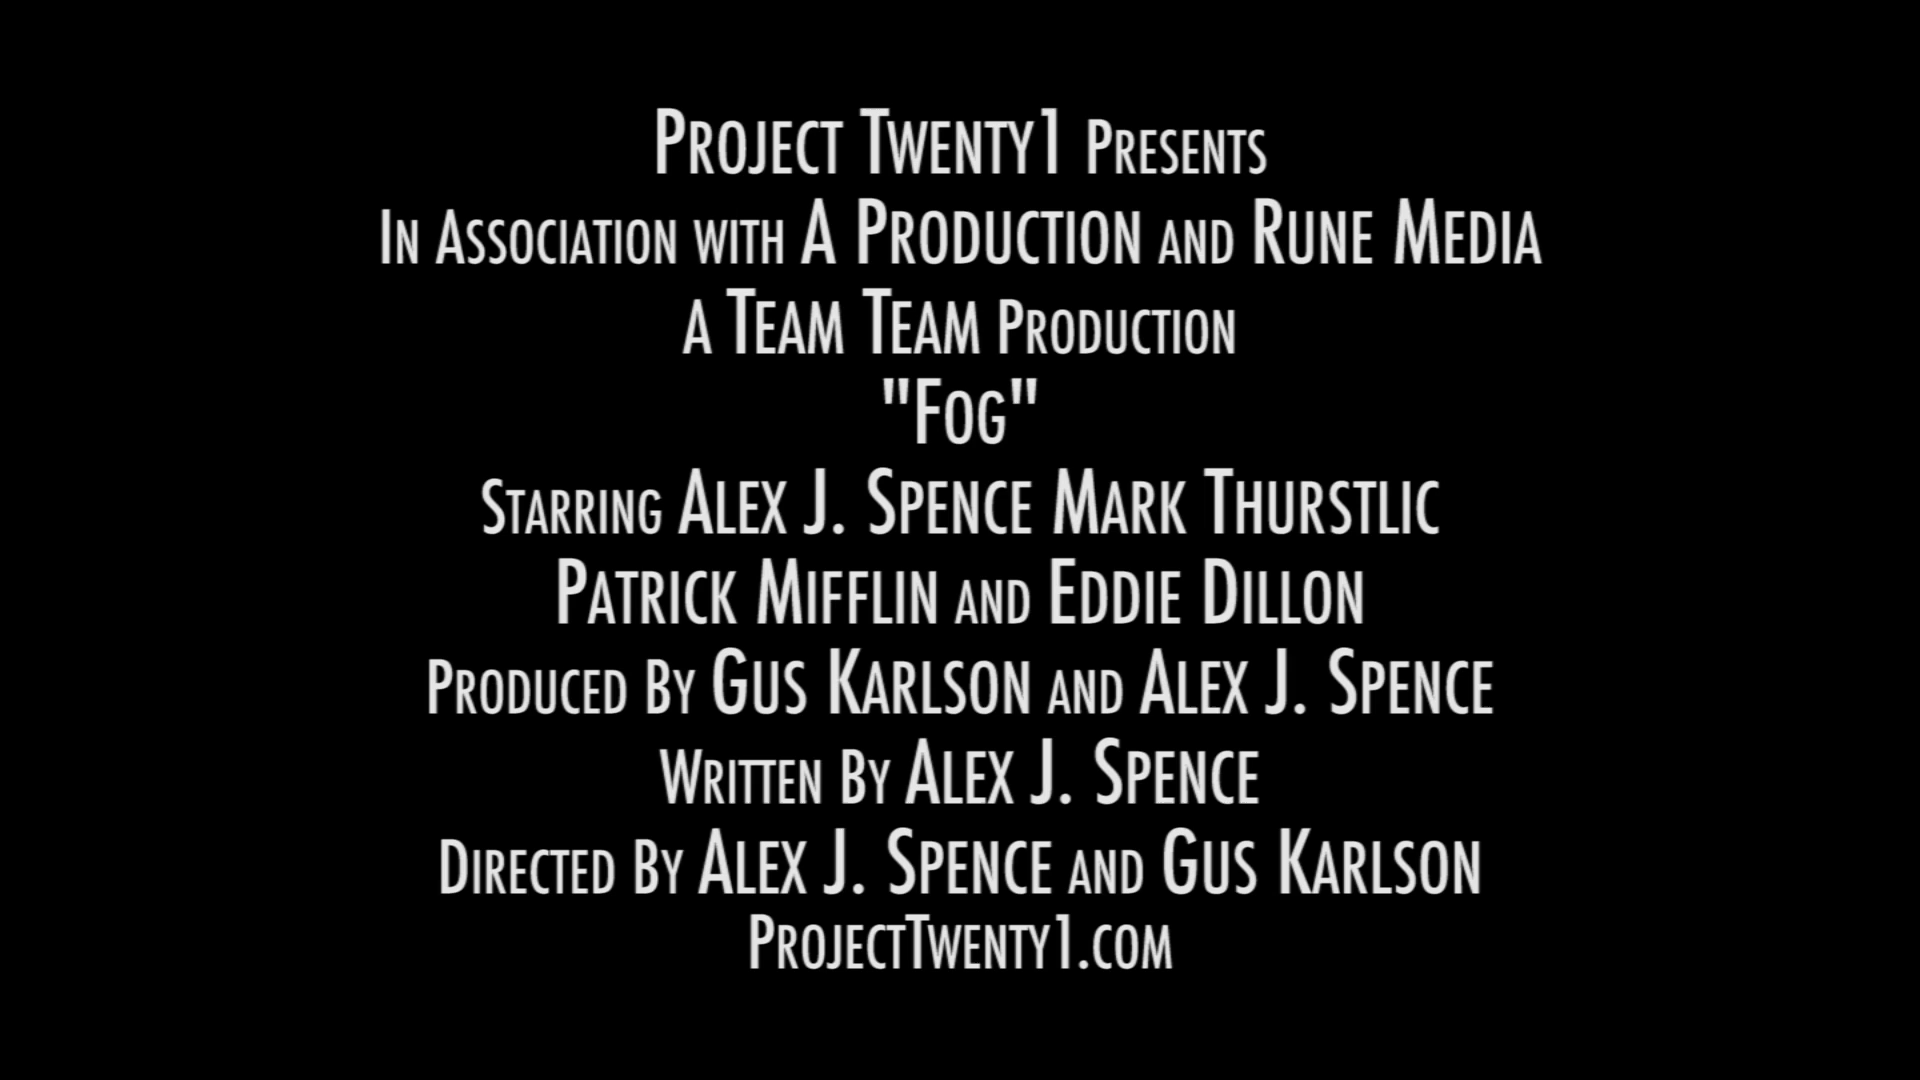 Project Twenty1 Presents
In Association with A Production and Rune Media
A Team Team Production
"Fog"
Starring Alex J. Spence Mark Thurstlic
Patrick Mifflin and Eddie Dillon
Produced By Gus Karlson and Alex J. Spence
Written By Alex J. Spence
Directed By Alex J. Spence and Gus Karlson
ProjectTwenty1.com